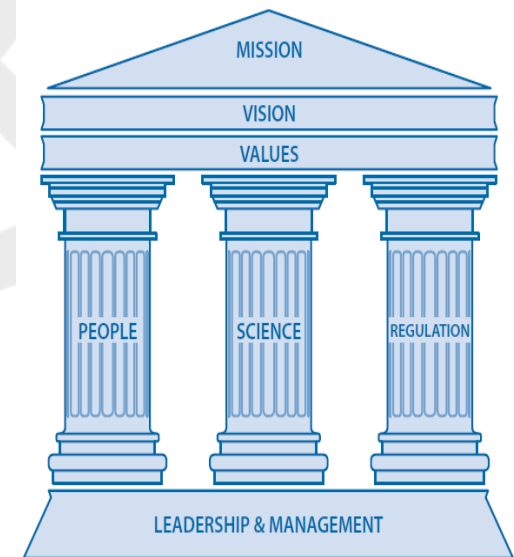 MISSION
VISION
VALUES
PEOPLE SCIENCE REGULATION
LEADERSHIP & MANAGEMENT